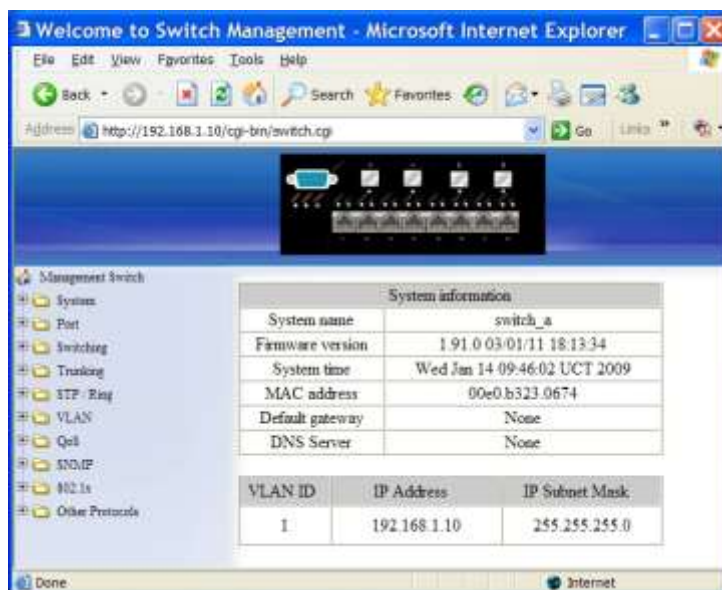 Welcome to Switch Management - Microsoft Internet Explorer
File Edit View Favorites Tools Help
Back Search Favorites
Address http://192.168.1.10/cgi-bin/switch.cgi Go Links »
Management Switch
System
Port
Switching
Trunking
STP / Ring
VLAN
QoS
SNMP
802.1x
Other Protocols
System information
System name switch_a
Firmware version 1.91.0 03/01/11 18:13:34
System time Wed Jan 14 09:46:02 UCT 2009
MAC address 00e0.b323.0674
Default gateway None
DNS Server None
VLAN ID IP Address IP Subnet Mask
1 192.168.1.10 255.255.255.0
Done Internet